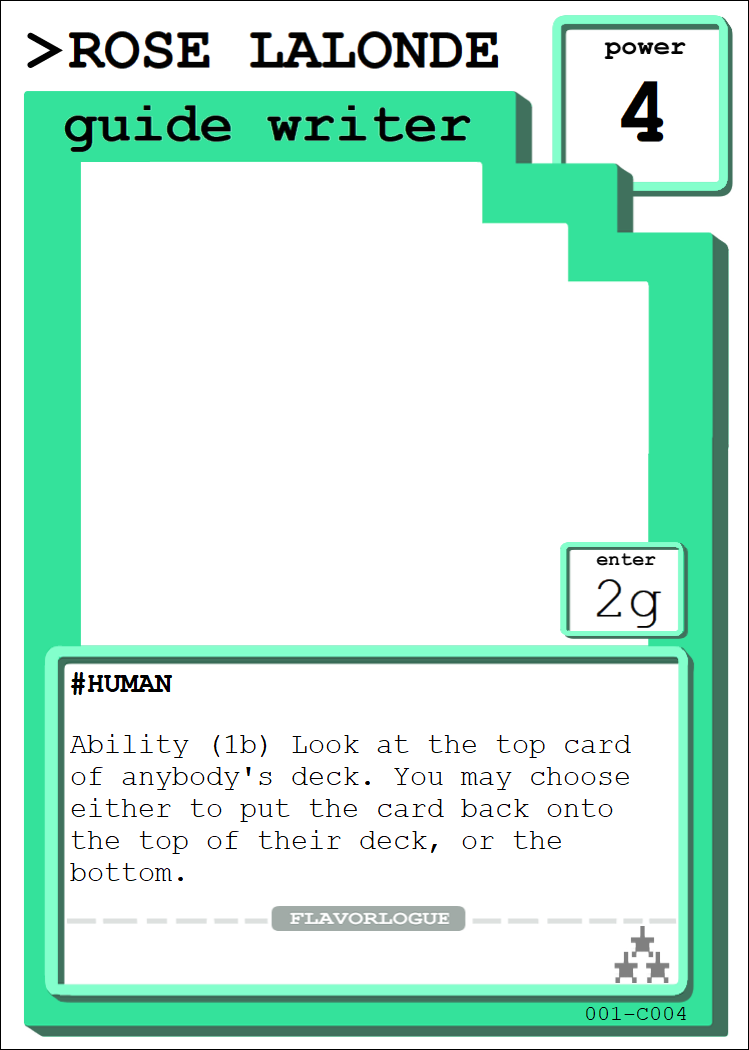 >ROSE LALONDE
power
4
guide writer
enter
2g
#HUMAN
Ability (1b) Look at the top card
of anybody's deck. You may choose
either to put the card back onto
the top of their deck, or the
bottom.
FLAVORLOGUE
001-C004